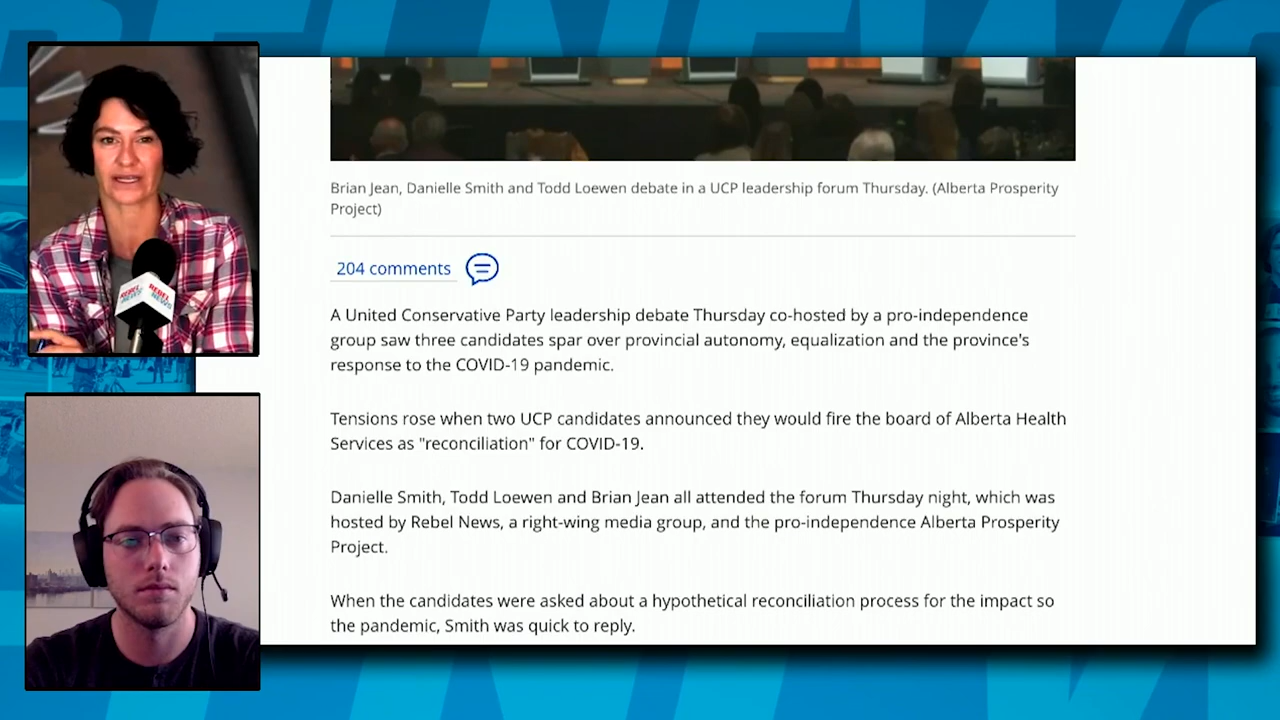 REBEL NEWS
REBEL
NEWS
REBEL
NEWS
Brian Jean, Danielle Smith and Todd Loewen debate in a UCP leadership forum Thursday. (Alberta Prosperity
Project)
204 comments
A United Conservative Party leadership debate Thursday co-hosted by a pro-independence
group saw three candidates spar over provincial autonomy, equalization and the province's
response to the COVID-19 pandemic.
Tensions rose when two UCP candidates announced they would fire the board of Alberta Health
Services as "reconciliation" for COVID-19.
Danielle Smith, Todd Loewen and Brian Jean all attended the forum Thursday night, which was
hosted by Rebel News, a right-wing media group, and the pro-independence Alberta Prosperity
Project.
When the candidates were asked about a hypothetical reconciliation process for the impact so
the pandemic, Smith was quick to reply.